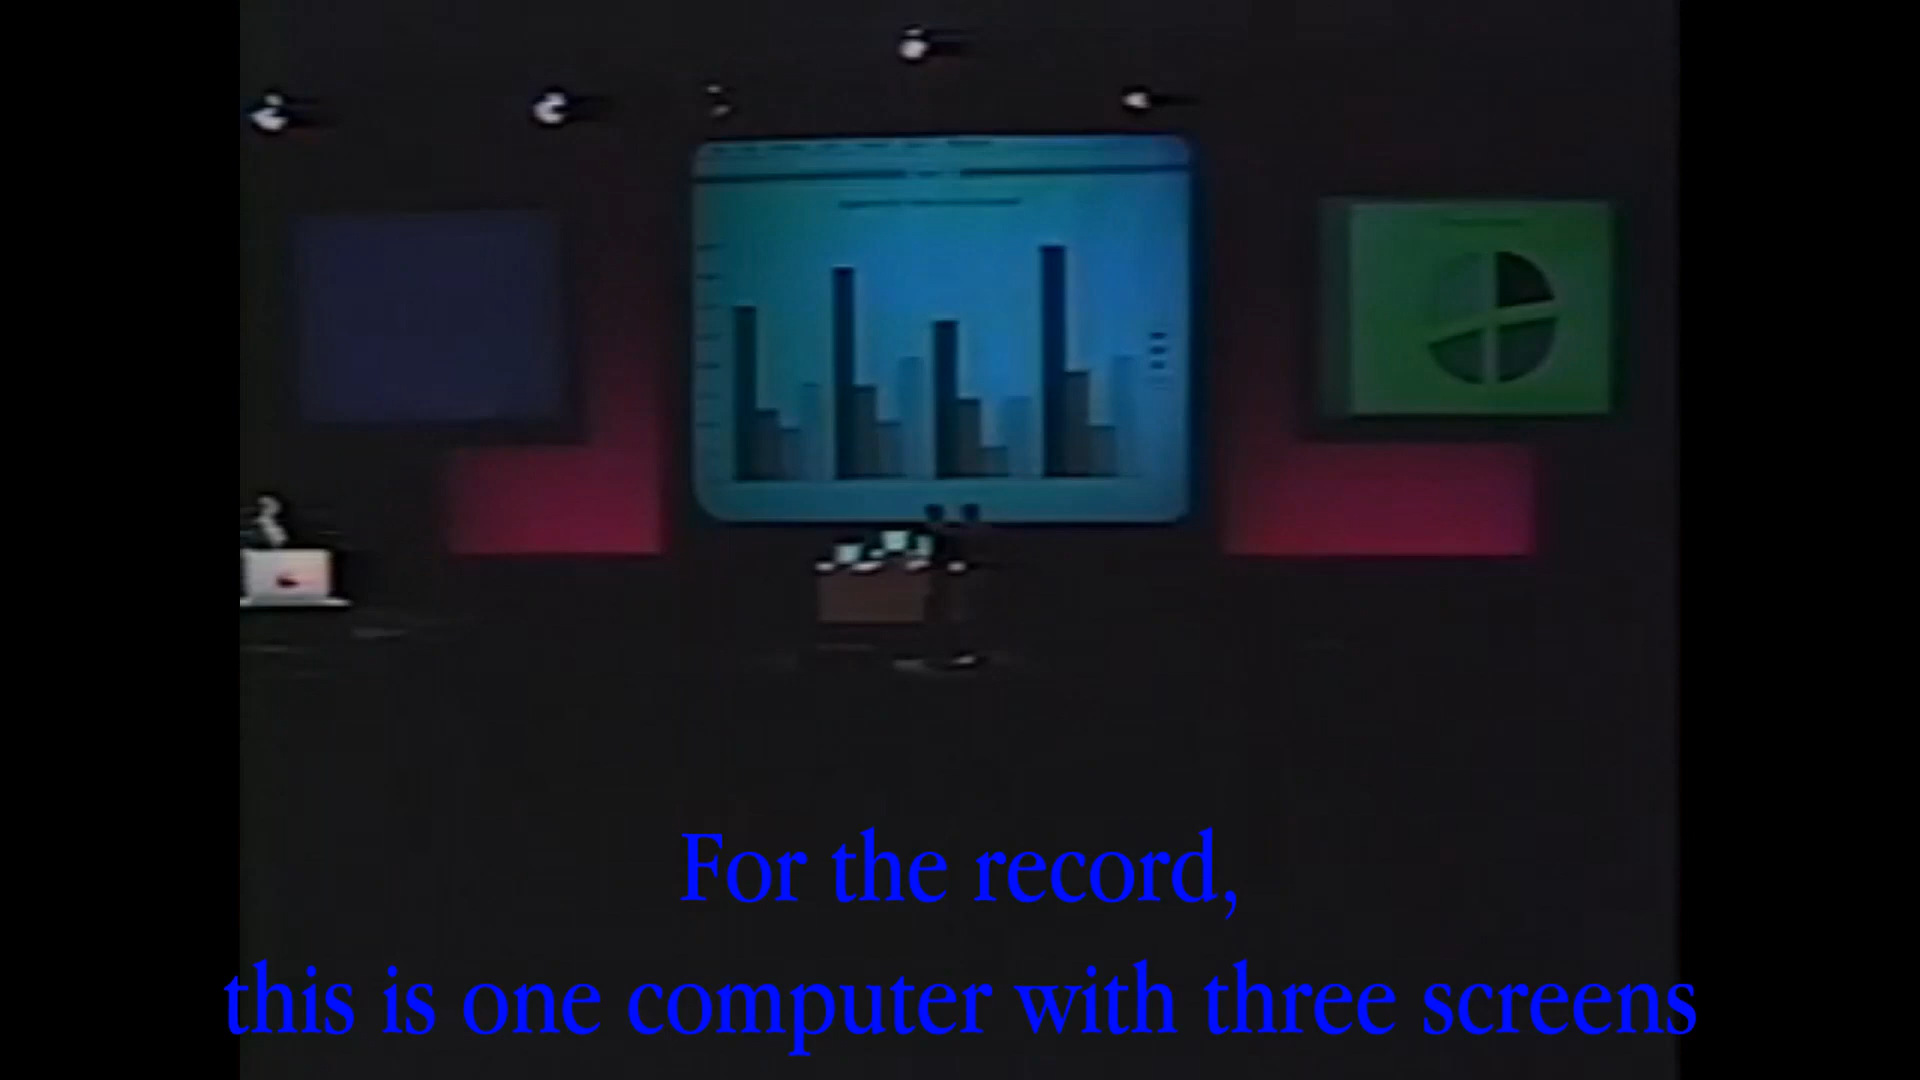 For the record,
this is one computer with three screens